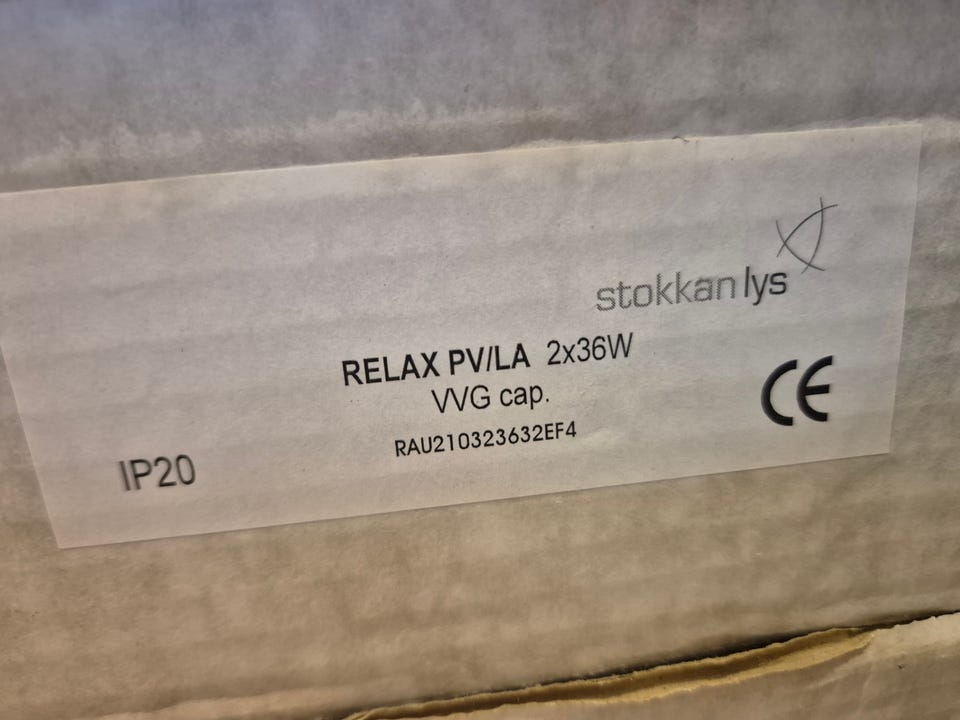 stokkan lys
RELAX PV/LA 2x36W
VVG cap.
RAU210323632EF4
IP20
CE